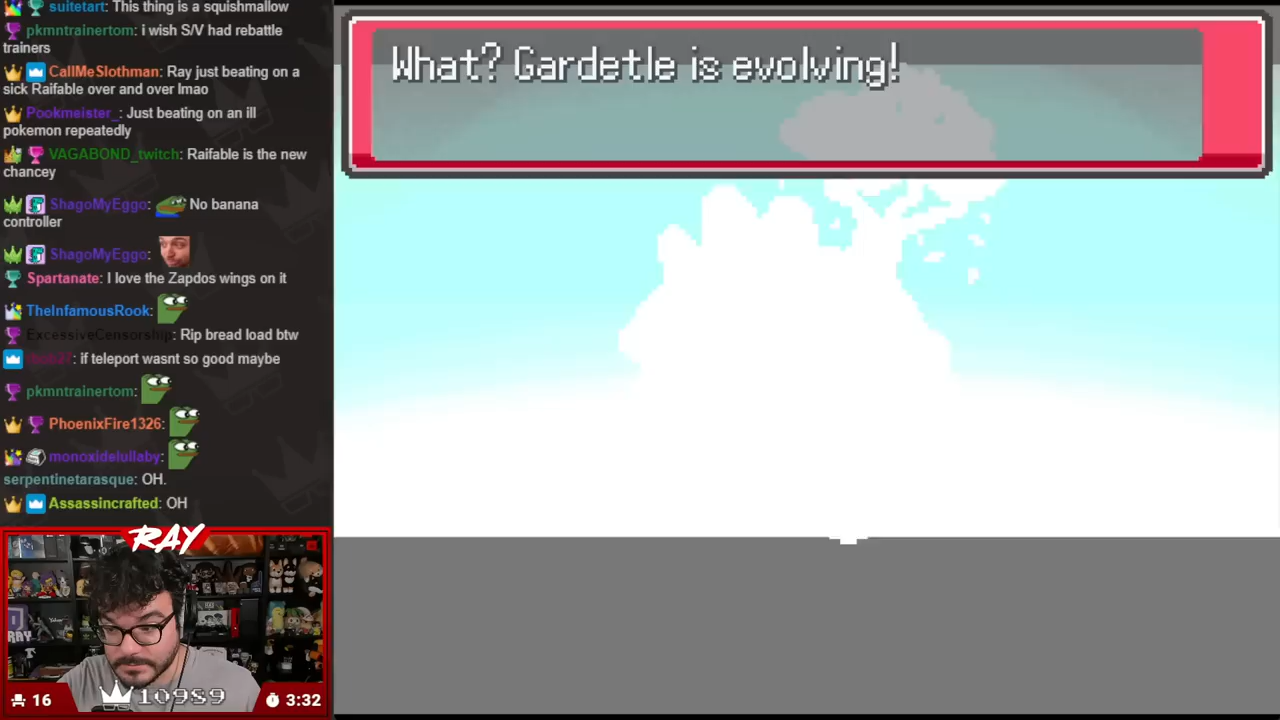 suitetart: This thing is a squishmallow
pkmntrainertom: i wish S/V had rebattle
trainers
CallMeSlothman: Ray just beating on a
sick Raifable over and over lmao
Pookmeister_: Just beating on an ill
pokemon repeatedly
VAGABOND_twitch: Raifable is the new
chancey
ShagoMyEggo: No banana
controller
ShagoMyEggo:
Spartanate: I love the Zapdos wings on it
TheInfamousRook:
ExcessiveCensorship: Rip bread load btw
: if teleport wasnt so good maybe
pkmntrainertom:
PhoenixFire1326:
monoxidelullaby:
serpentinetarasque: OH.
Assassincrafted: OH
What? Gardetle is evolving!
RAY
RAY
16
10959
3:32